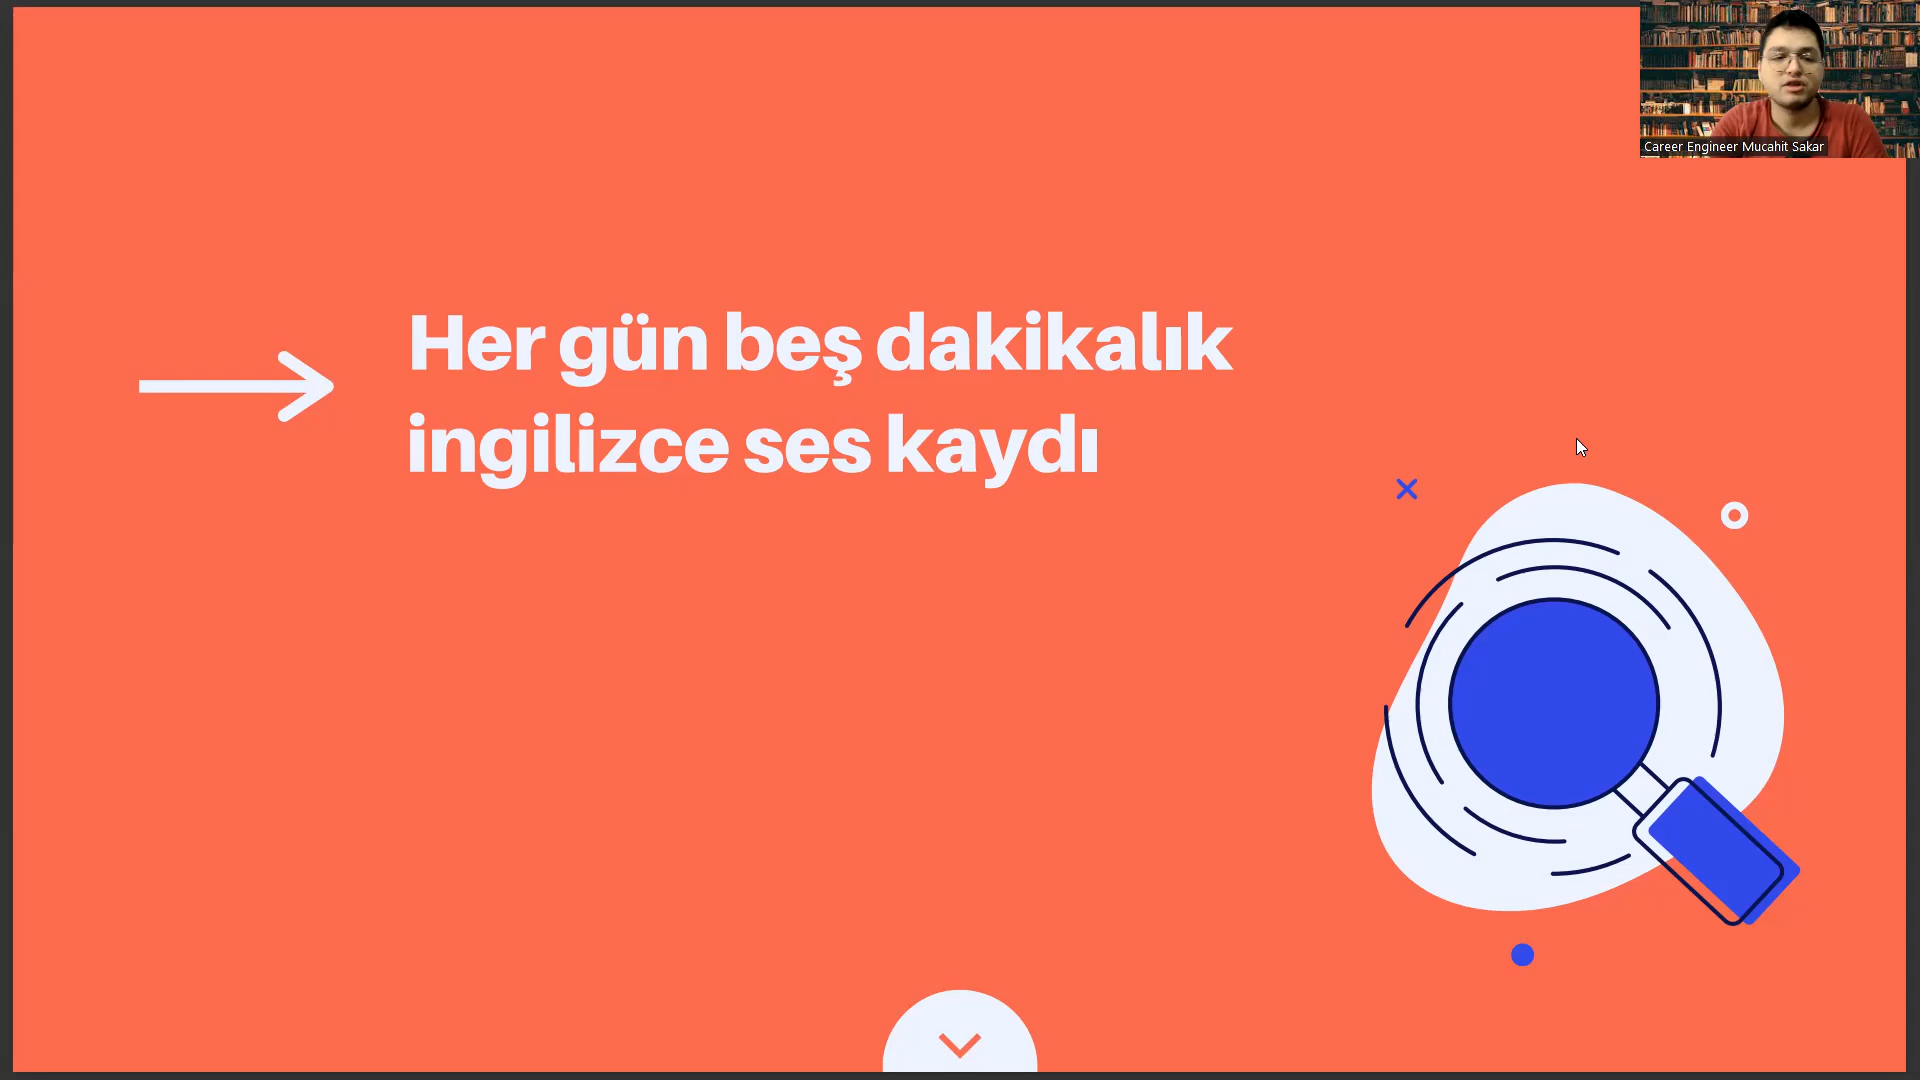 Career Engineer Mucahit Sakar
Her gün beş dakikalık
ingilizce ses kaydı